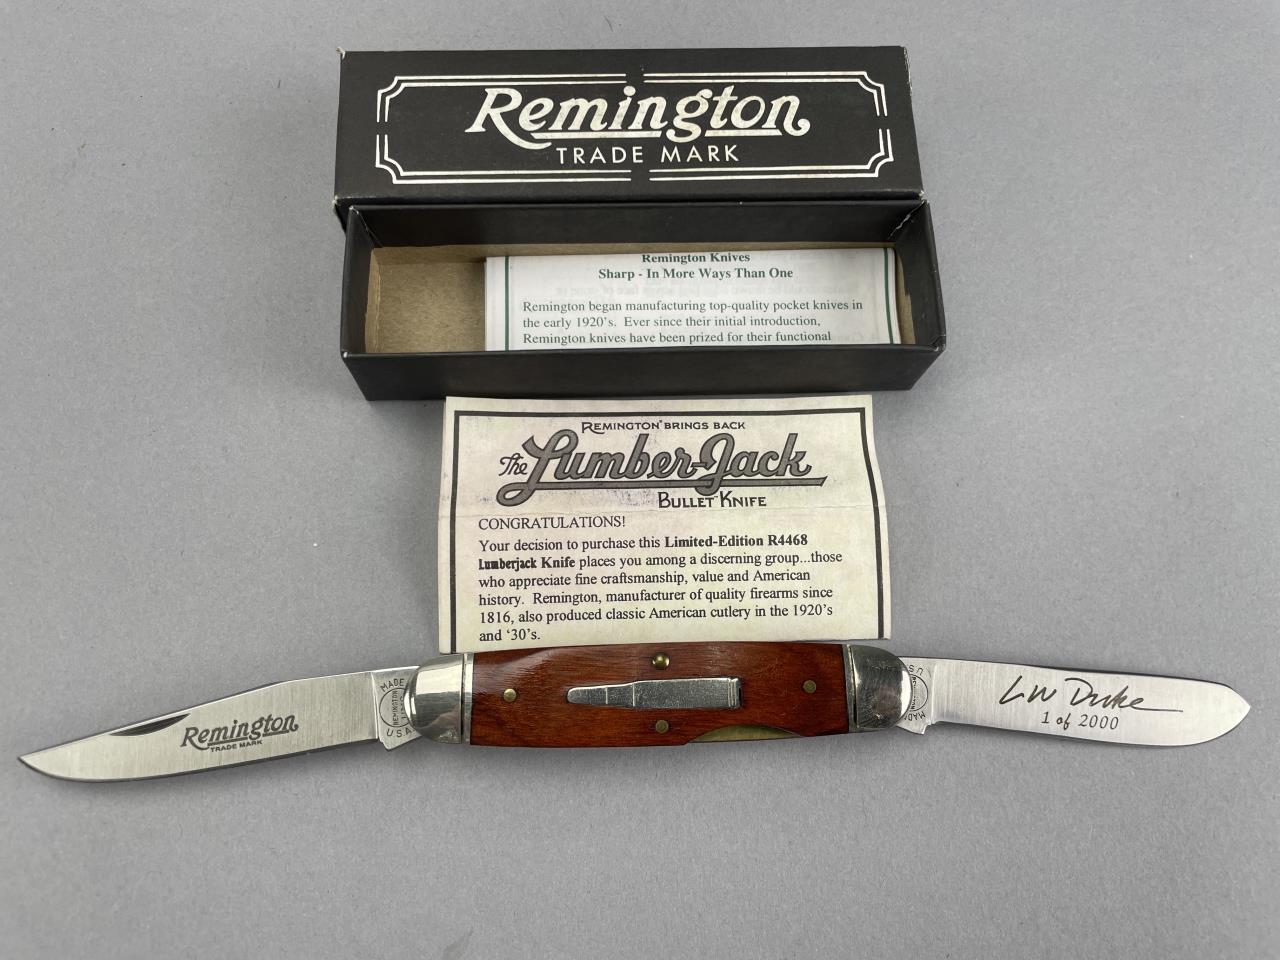 Remington
TRADE MARK
Remington Knives
Sharp - In More Ways Than One
Remington began manufacturing top-quality pocket knives in
the early 1920's. Ever since their initial introduction,
Remington knives have been prized for their functional
REMINGTON® BRINGS BACK
The Lumber-Jack
BULLET™ KNIFE
CONGRATULATIONS!
Your decision to purchase this Limited-Edition R4468
Lumberjack Knife places you among a discerning group...those
who appreciate fine craftsmanship, value and American
history. Remington, manufacturer of quality firearms since
1816, also produced classic American cutlery in the 1920's
and '30's.
Remington
TRADE MARK
MADE
REMINGTON
U S A
LW Duke
1 of 2000
U S
MADE